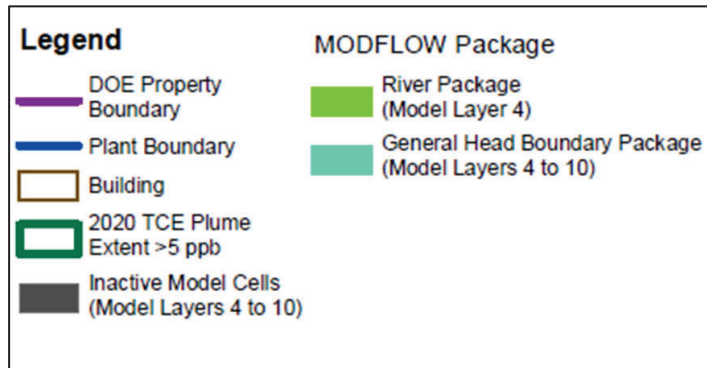 Legend
DOE Property
Boundary
Plant Boundary
Building
2020 TCE Plume
Extent >5 ppb
Inactive Model Cells
(Model Layers 4 to 10)
MODFLOW Package
River Package
(Model Layer 4)
General Head Boundary Package
(Model Layers 4 to 10)